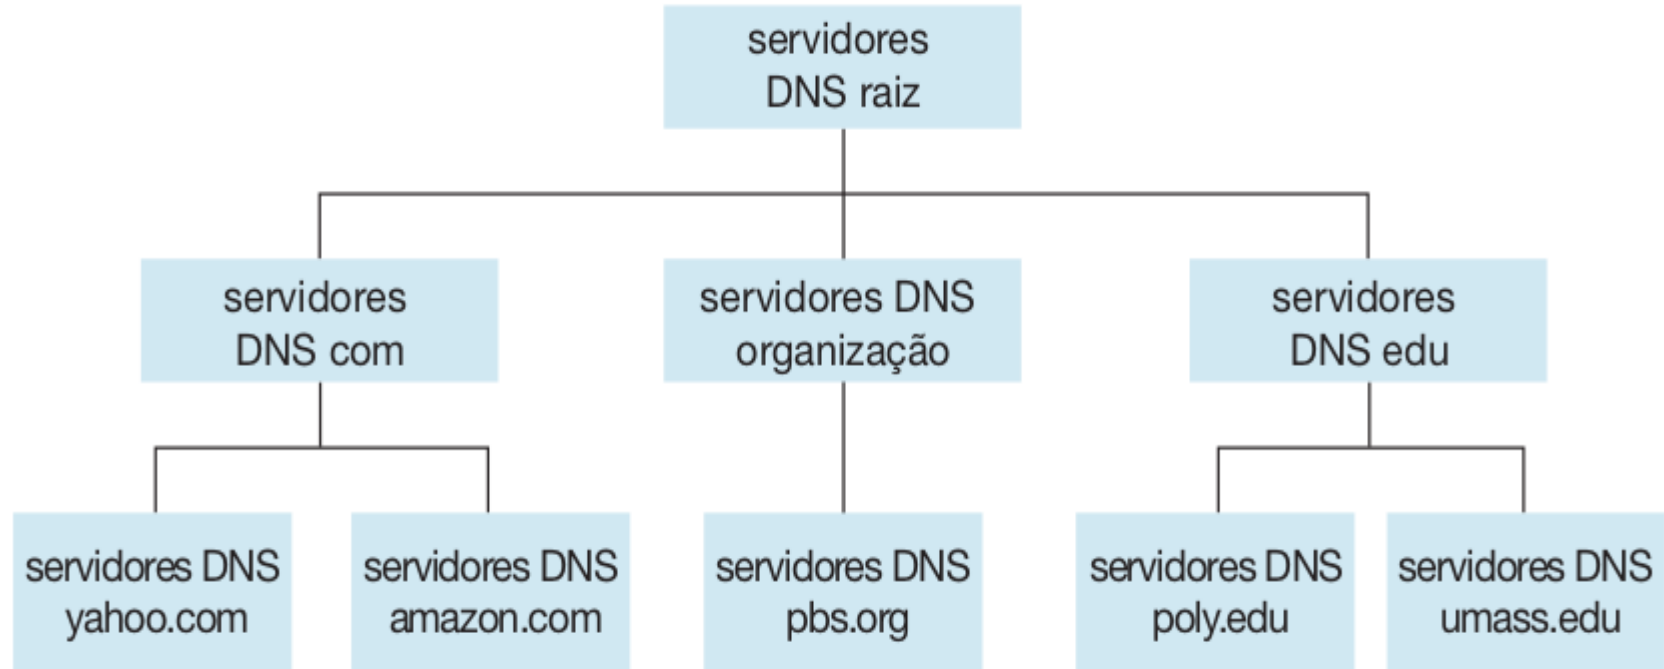 servidores
DNS raiz
servidores
DNS com
servidores DNS
organização
servidores
DNS edu
servidores DNS
yahoo.com
servidores DNS
amazon.com
servidores DNS
pbs.org
servidores DNS
poly.edu
servidores DNS
umass.edu